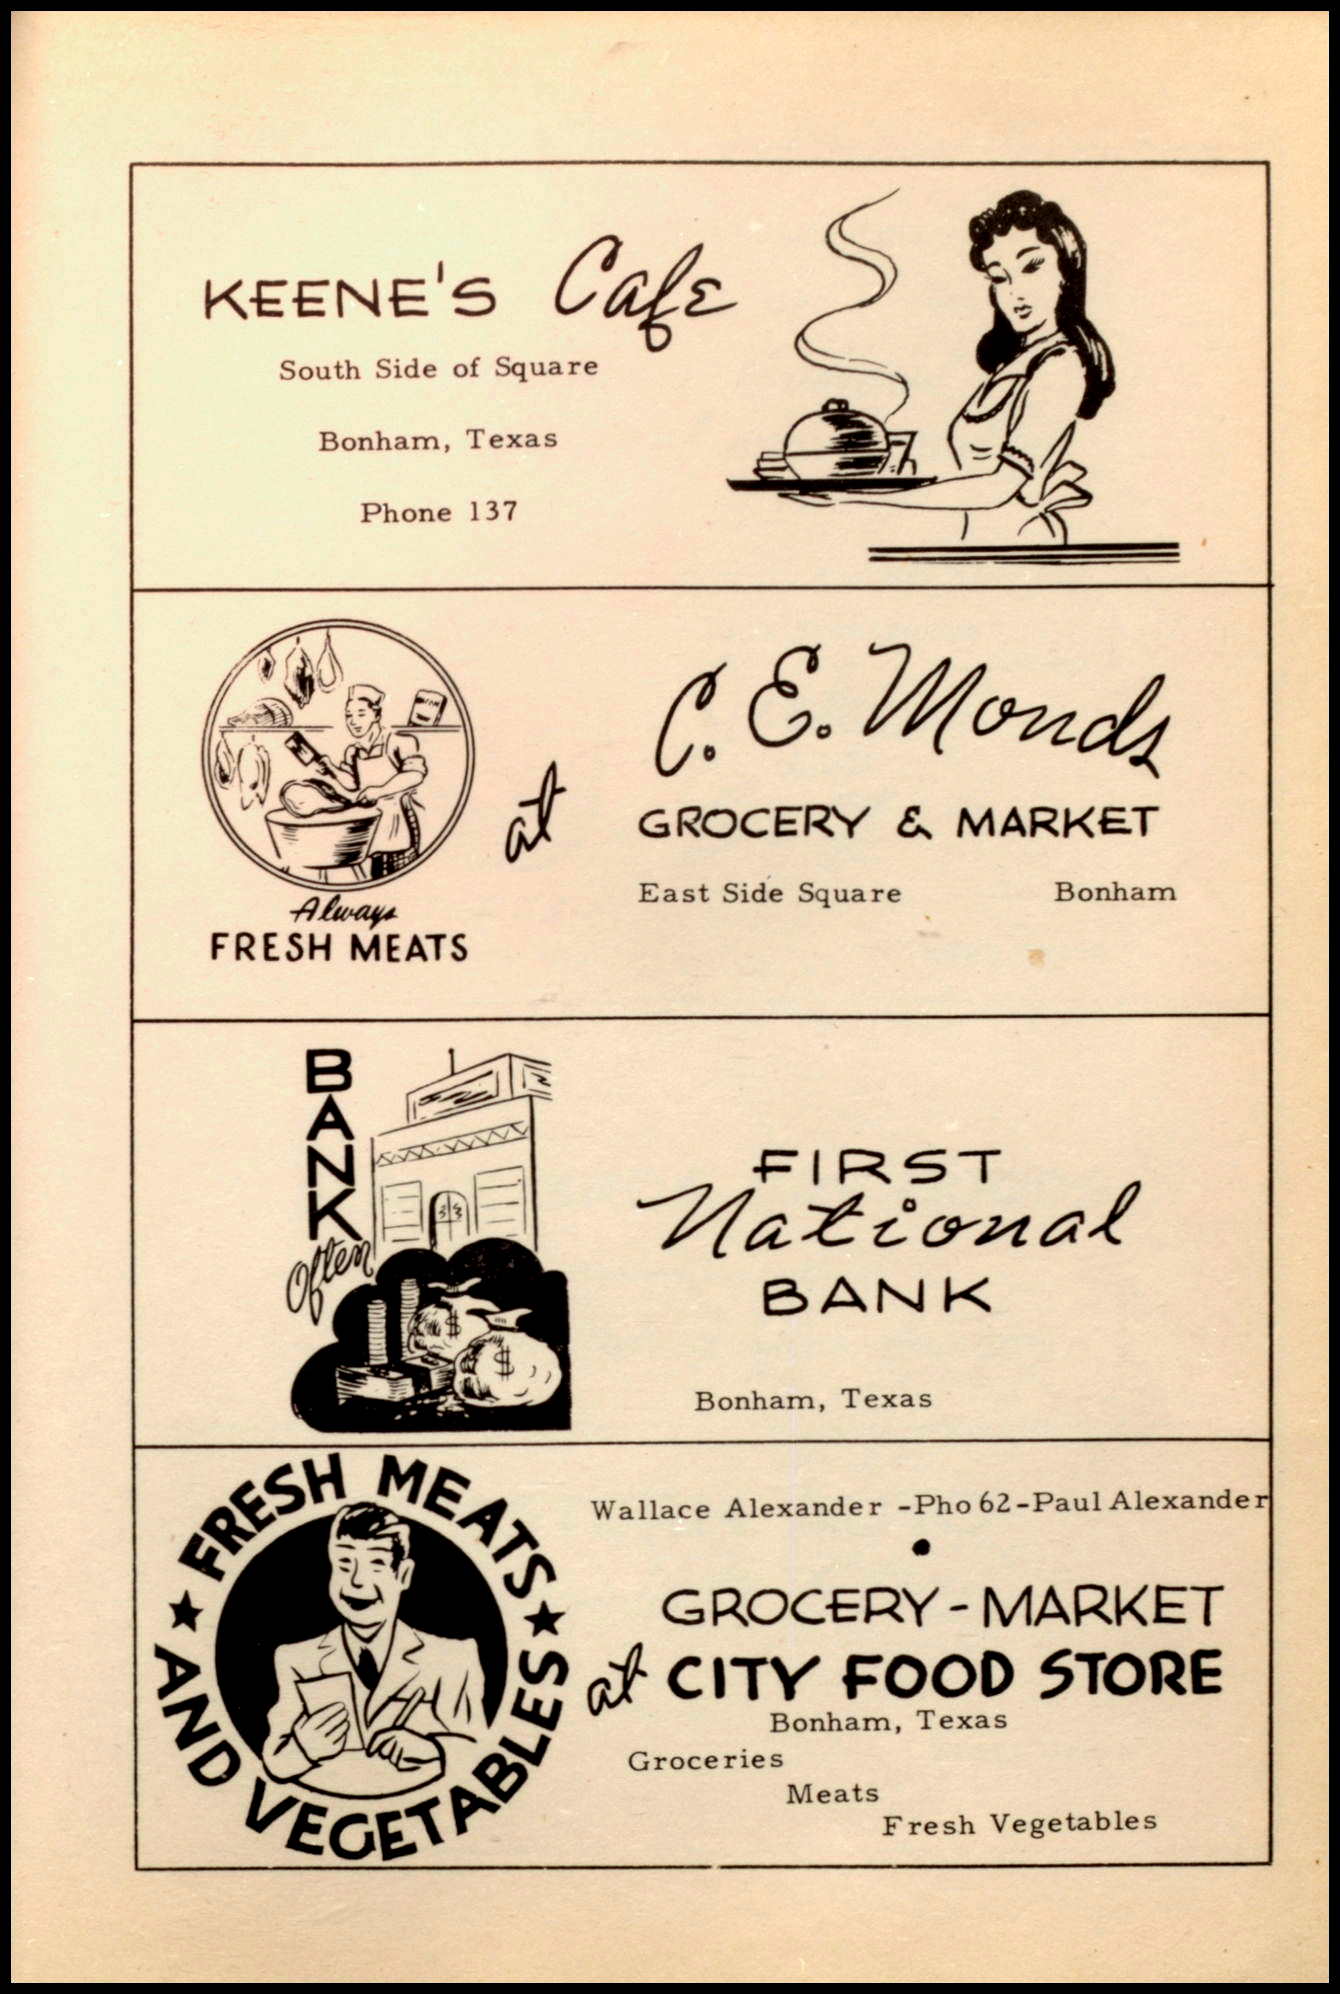 KEENE'S Cafe
South Side of Square
Bonham, Texas
Phone 137
at
C. E. Monds
GROCERY & MARKET
East Side Square Bonham
Always
FRESH MEATS
BANK
Often
$
$
FIRST
National
BANK
Bonham, Texas
FRESH MEATS
AND VEGETABLES
Wallace Alexander -Pho 62-Paul Alexander
GROCERY - MARKET
at CITY FOOD STORE
Bonham, Texas
Groceries
Meats
Fresh Vegetables